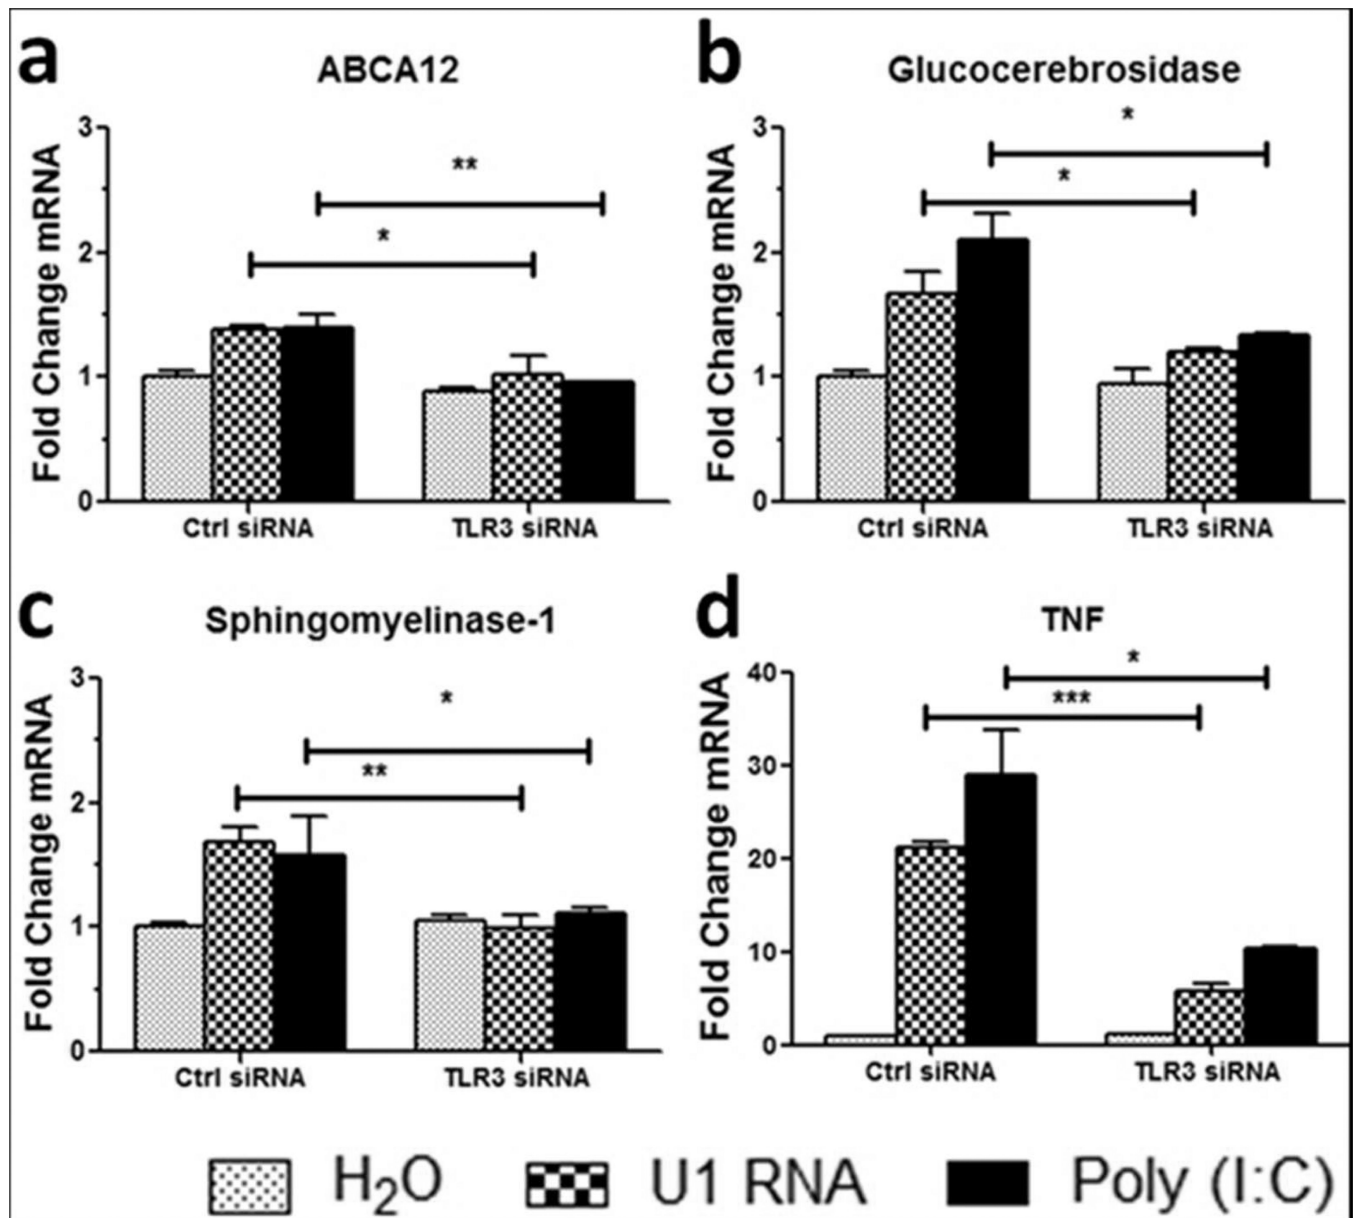 a
ABCA12
Fold Change mRNA
3
2
1
0
**
*
Ctrl siRNA
TLR3 siRNA
b
Glucocerebrosidase
Fold Change mRNA
3
2
1
0
*
*
Ctrl siRNA
TLR3 siRNA
c
Sphingomyelinase-1
Fold Change mRNA
3
2
1
0
*
**
Ctrl siRNA
TLR3 siRNA
d
TNF
Fold Change mRNA
40
30
20
10
0
*
***
Ctrl siRNA
TLR3 siRNA
H₂O
U1 RNA
Poly (I:C)